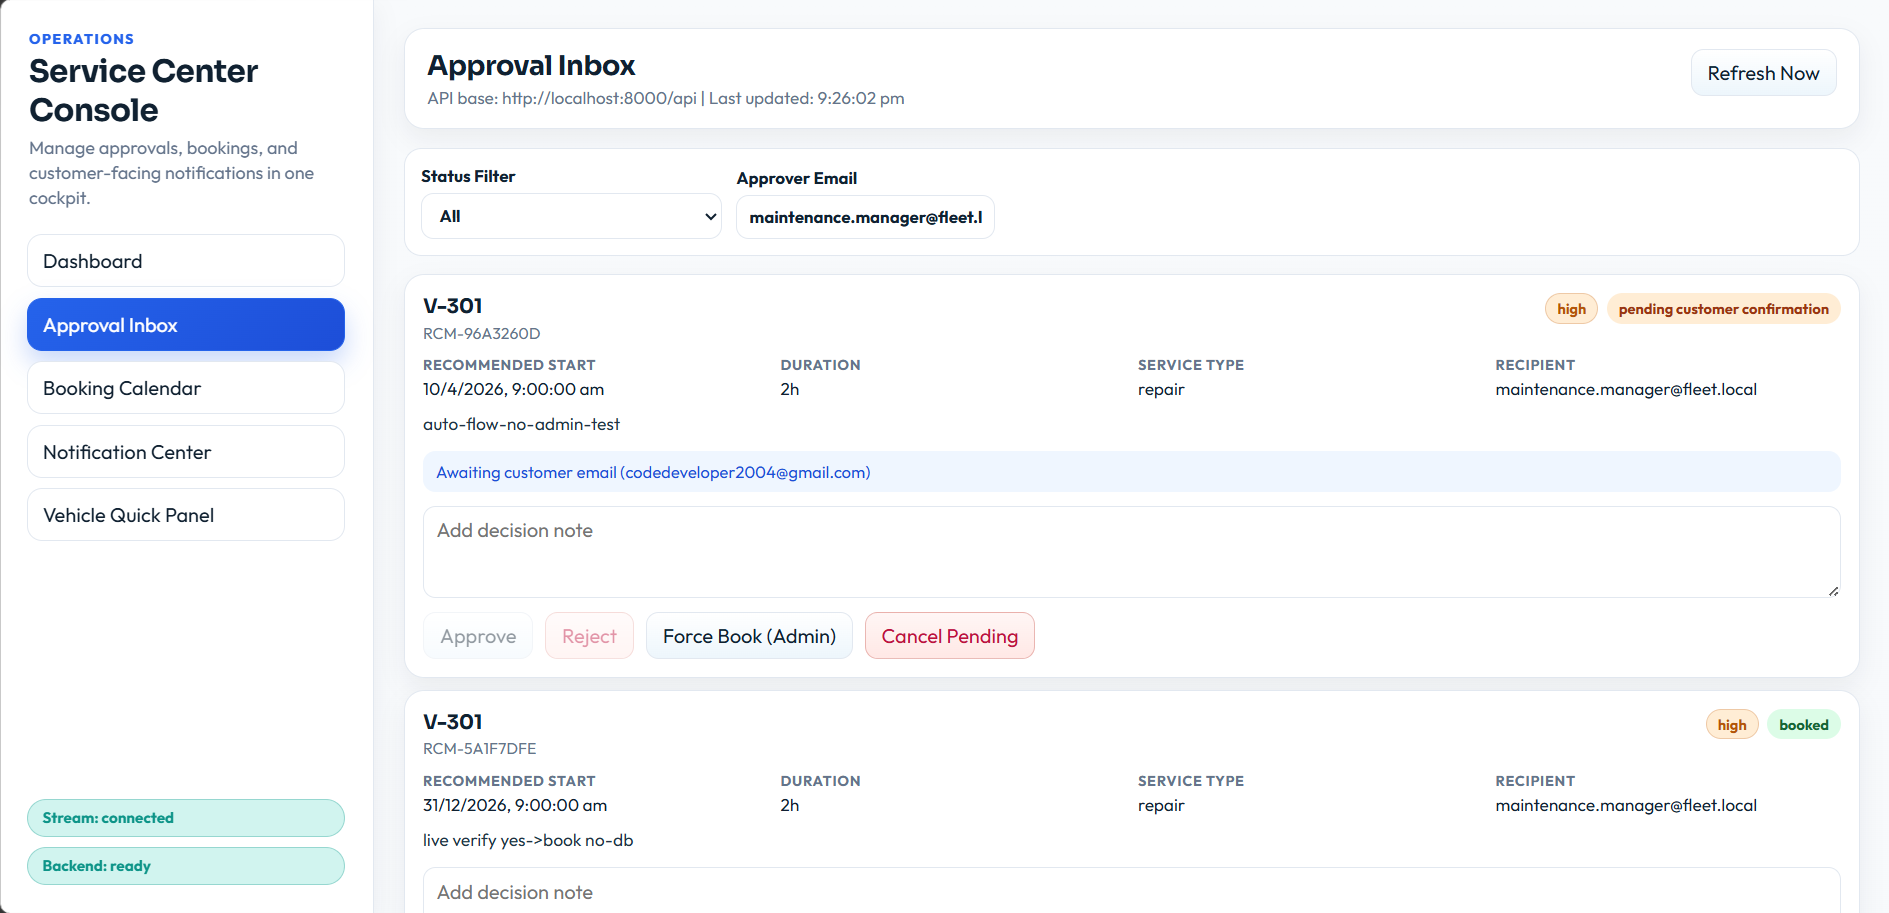 OPERATIONS
Service Center
Console
Manage approvals, bookings, and
customer-facing notifications in one
cockpit.
Dashboard
Approval Inbox
Booking Calendar
Notification Center
Vehicle Quick Panel
Stream: connected
Backend: ready
Approval Inbox
API base: http://localhost:8000/api | Last updated: 9:26:02 pm
Refresh Now
Status Filter
All
Approver Email
maintenance.manager@fleet.l
V-301
RCM-96A3260D
high
pending customer confirmation
RECOMMENDED START
10/4/2026, 9:00:00 am
DURATION
2h
SERVICE TYPE
repair
RECIPIENT
maintenance.manager@fleet.local
auto-flow-no-admin-test
Awaiting customer email (codedeveloper2004@gmail.com)
Add decision note
Approve
Reject
Force Book (Admin)
Cancel Pending
V-301
RCM-5A1F7DFE
high
booked
RECOMMENDED START
31/12/2026, 9:00:00 am
DURATION
2h
SERVICE TYPE
repair
RECIPIENT
maintenance.manager@fleet.local
live verify yes->book no-db
Add decision note